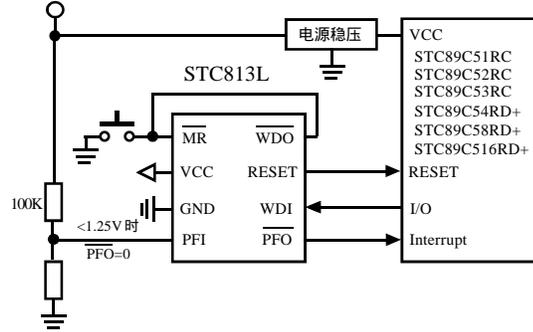 电源稳压
VCC
STC89C51RC
STC89C52RC
STC89C53RC
STC89C54RD+
STC89C58RD+
STC89C516RD+
RESET
I/O
Interrupt
STC813L
MR
WDO
VCC
RESET
GND
WDI
PFI
PFO
100K
<1.25V时
PFO=0